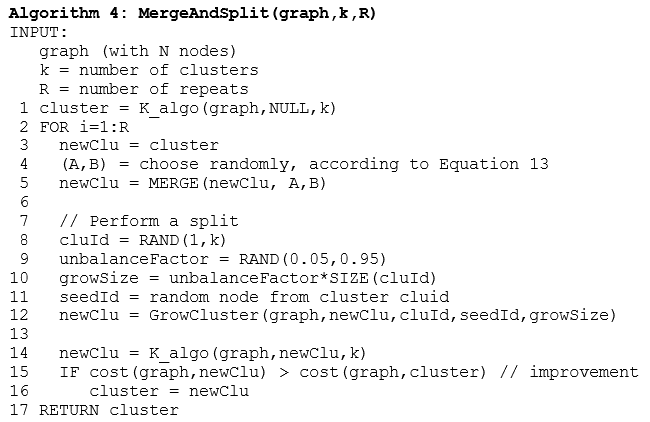 Algorithm 4: MergeAndSplit(graph,k,R)
INPUT:
graph (with N nodes)
k = number of clusters
R = number of repeats
1 cluster = K_algo(graph,NULL,k)
2 FOR i=1:R
3 newClu = cluster
4 (A,B) = choose randomly, according to Equation 13
5 newClu = MERGE(newClu, A,B)
6
7 // Perform a split
8 cluId = RAND(1,k)
9 unbalanceFactor = RAND(0.05,0.95)
10 growSize = unbalanceFactor*SIZE(cluId)
11 seedId = random node from cluster cluid
12 newClu = GrowCluster(graph,newClu,cluId,seedId,growSize)
13
14 newClu = K_algo(graph,newClu,k)
15 IF cost(graph,newClu) > cost(graph,cluster) // improvement
16 cluster = newClu
17 RETURN cluster